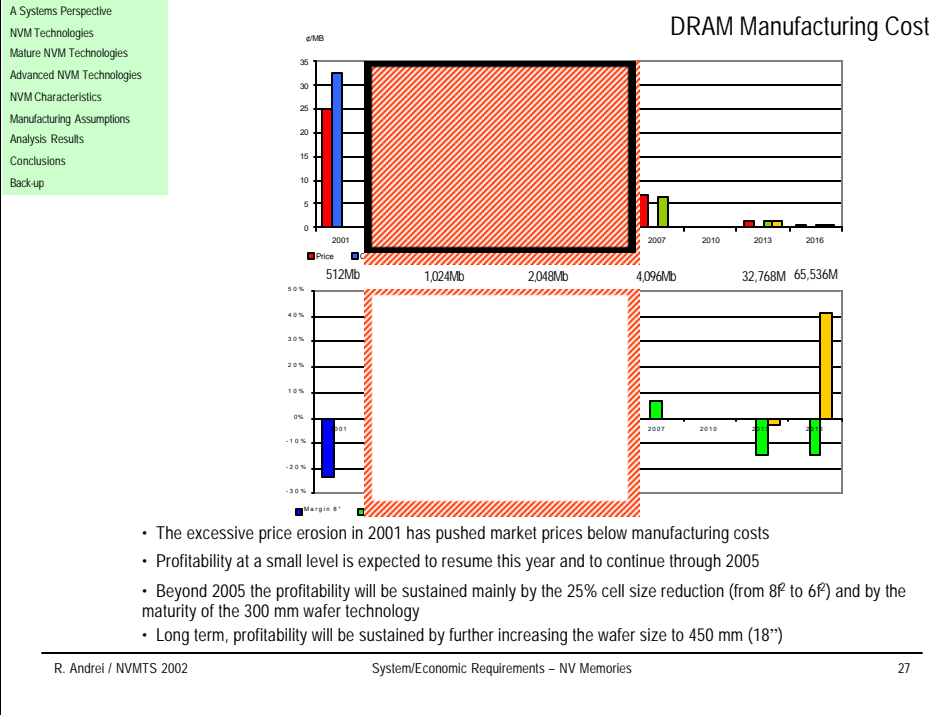 A Systems Perspective
NVM Technologies
Mature NVM Technologies
Advanced NVM Technologies
NVM Characteristics
Manufacturing Assumptions
Analysis Results
Conclusions
Back-up
DRAM Manufacturing Cost
¢/MB
35
30
25
20
15
10
5
0
2001 2007 2010 2013 2016
Price
512Mb 1,024Mb 2,048Mb 4,096Mb 32,768M 65,536M
50%
40%
30%
20%
10%
0%
-10%
-20%
-30%
2001 2007 2010 2013 2016
Margin 8"
• The excessive price erosion in 2001 has pushed market prices below manufacturing costs
• Profitability at a small level is expected to resume this year and to continue through 2005
• Beyond 2005 the profitability will be sustained mainly by the 25% cell size reduction (from 8f² to 6f²) and by the
maturity of the 300 mm wafer technology
• Long term, profitability will be sustained by further increasing the wafer size to 450 mm (18”)
R. Andrei / NVMTS 2002 System/Economic Requirements – NV Memories 27